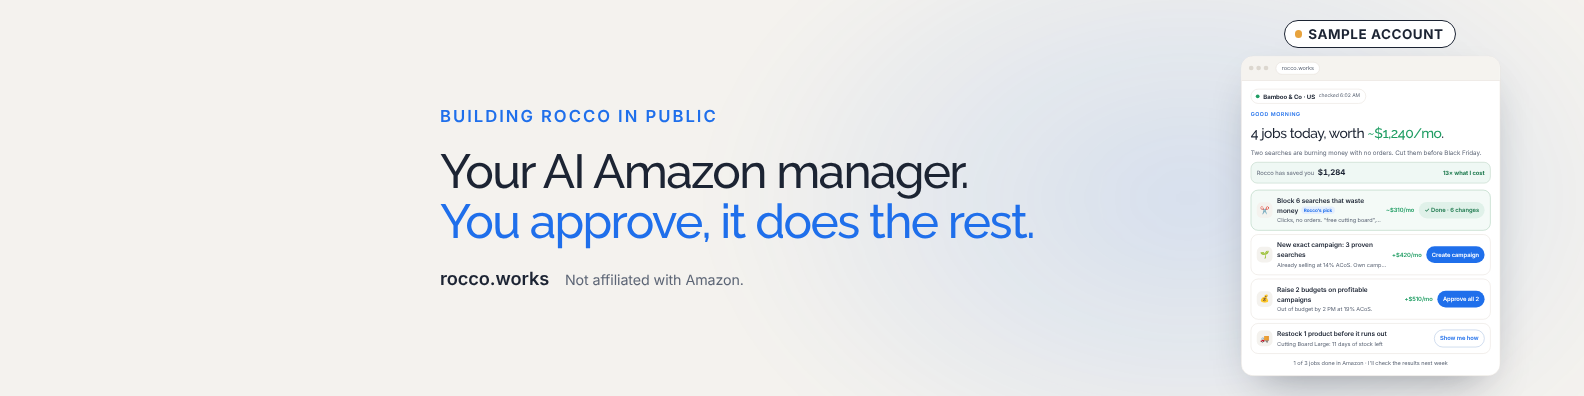 BUILDING ROCCO IN PUBLIC
Your AI Amazon manager.
You approve, it does the rest.
rocco.works Not affiliated with Amazon.
SAMPLE ACCOUNT
rocco.works
Bamboo & Co · US checked 6:02 AM
GOOD MORNING
4 jobs today, worth ~$1,240/mo.
Two searches are burning money with no orders. Cut them before Black Friday.
Rocco has saved you $1,284 13× what I cost
Block 6 searches that waste
money Rocco's pick
Clicks, no orders. "free cutting board",...
~$310/mo ✓ Done · 6 changes
New exact campaign: 3 proven
searches
Already selling at 14% ACoS. Own camp...
+$420/mo Create campaign
Raise 2 budgets on profitable
campaigns
Out of budget by 2 PM at 19% ACoS.
+$510/mo Approve all 2
Restock 1 product before it runs out
Cutting Board Large: 11 days of stock left
Show me how
1 of 3 jobs done in Amazon · I'll check the results next week